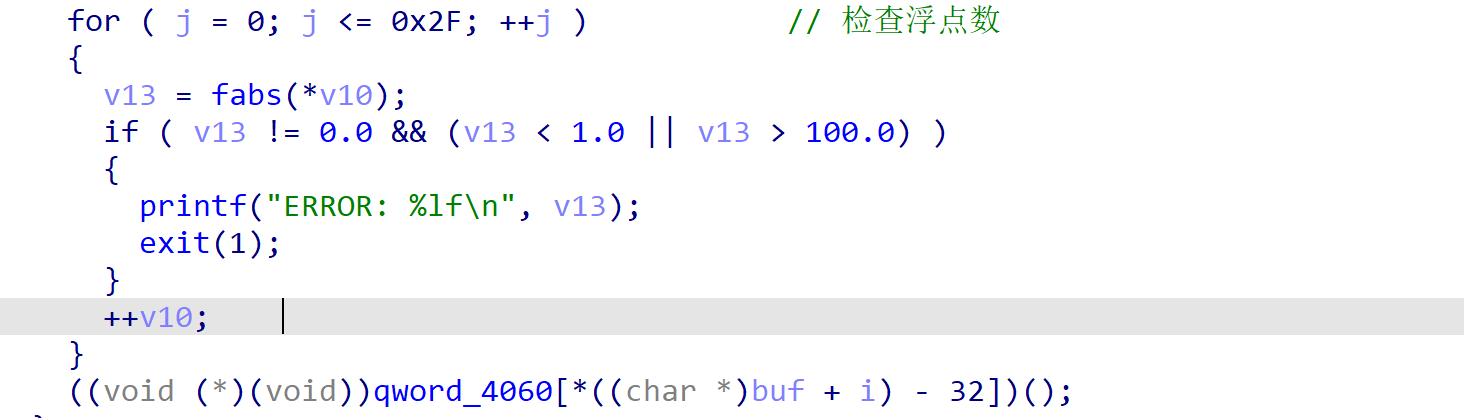 for ( j = 0; j <= 0x2F; ++j ) // 检查浮点数
{
v13 = fabs(*v10);
if ( v13 != 0.0 && (v13 < 1.0 || v13 > 100.0) )
{
printf("ERROR: %lf\n", v13);
exit(1);
}
++v10;
}
((void (*)(void))qword_4060[*((char *)buf + i) - 32])();